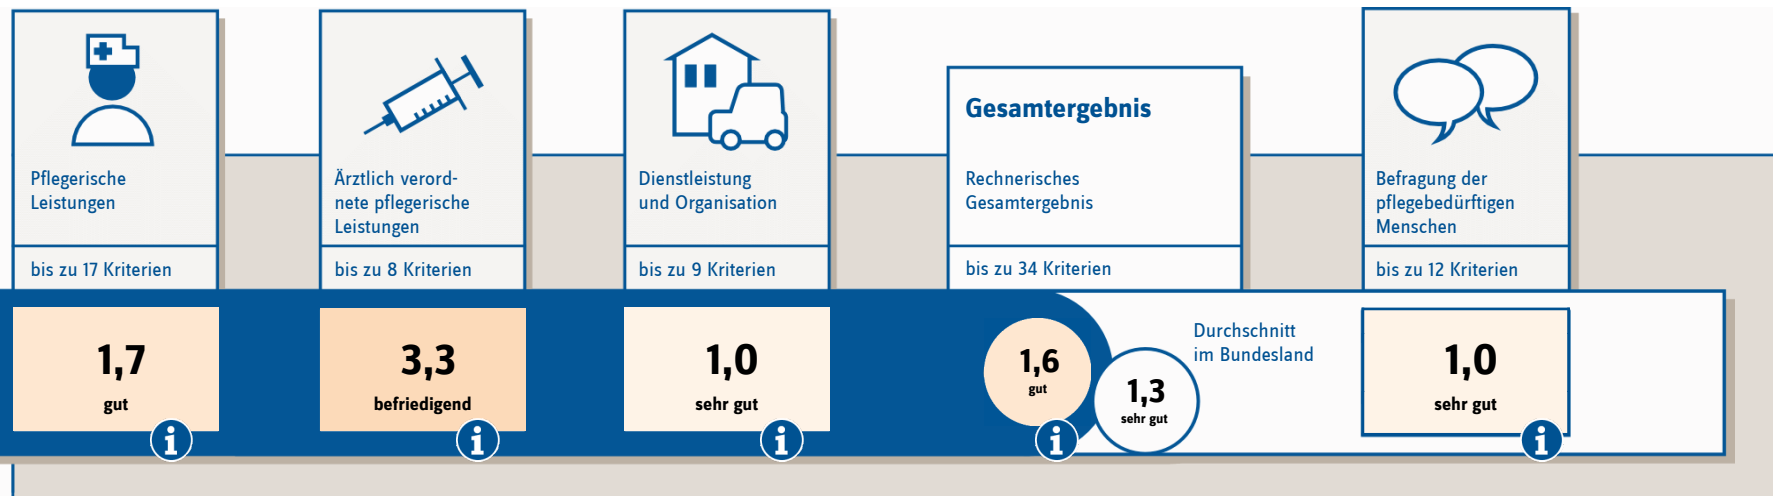 Pflegerische
Leistungen
bis zu 17 Kriterien
1,7
gut
i
Ärztlich verord-
nete pflegerische
Leistungen
bis zu 8 Kriterien
3,3
befriedigend
i
Dienstleistung
und Organisation
bis zu 9 Kriterien
1,0
sehr gut
i
Gesamtergebnis
Rechnerisches
Gesamtergebnis
bis zu 34 Kriterien
1,6
gut
i
1,3
sehr gut
Durchschnitt
im Bundesland
Befragung der
pflegebedürftigen
Menschen
bis zu 12 Kriterien
1,0
sehr gut
i